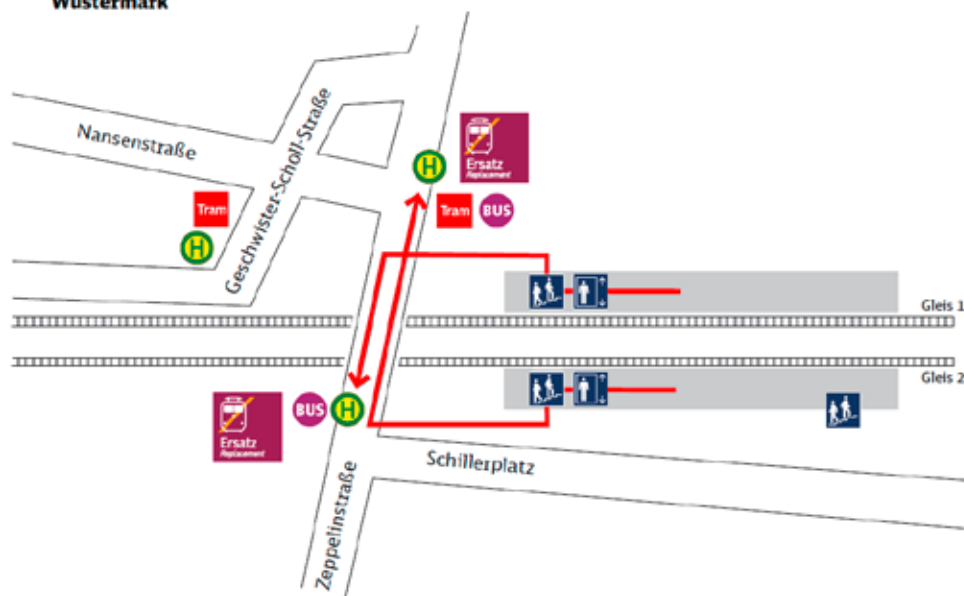 Wustermark
Nansenstraße
Geschwister-Scholl-Straße
H
Ersatz
Replacement
Tram
Tram
BUS
H
Gleis 1
Gleis 2
BUS
H
Ersatz
Replacement
Schillerplatz
Zeppelinstraße